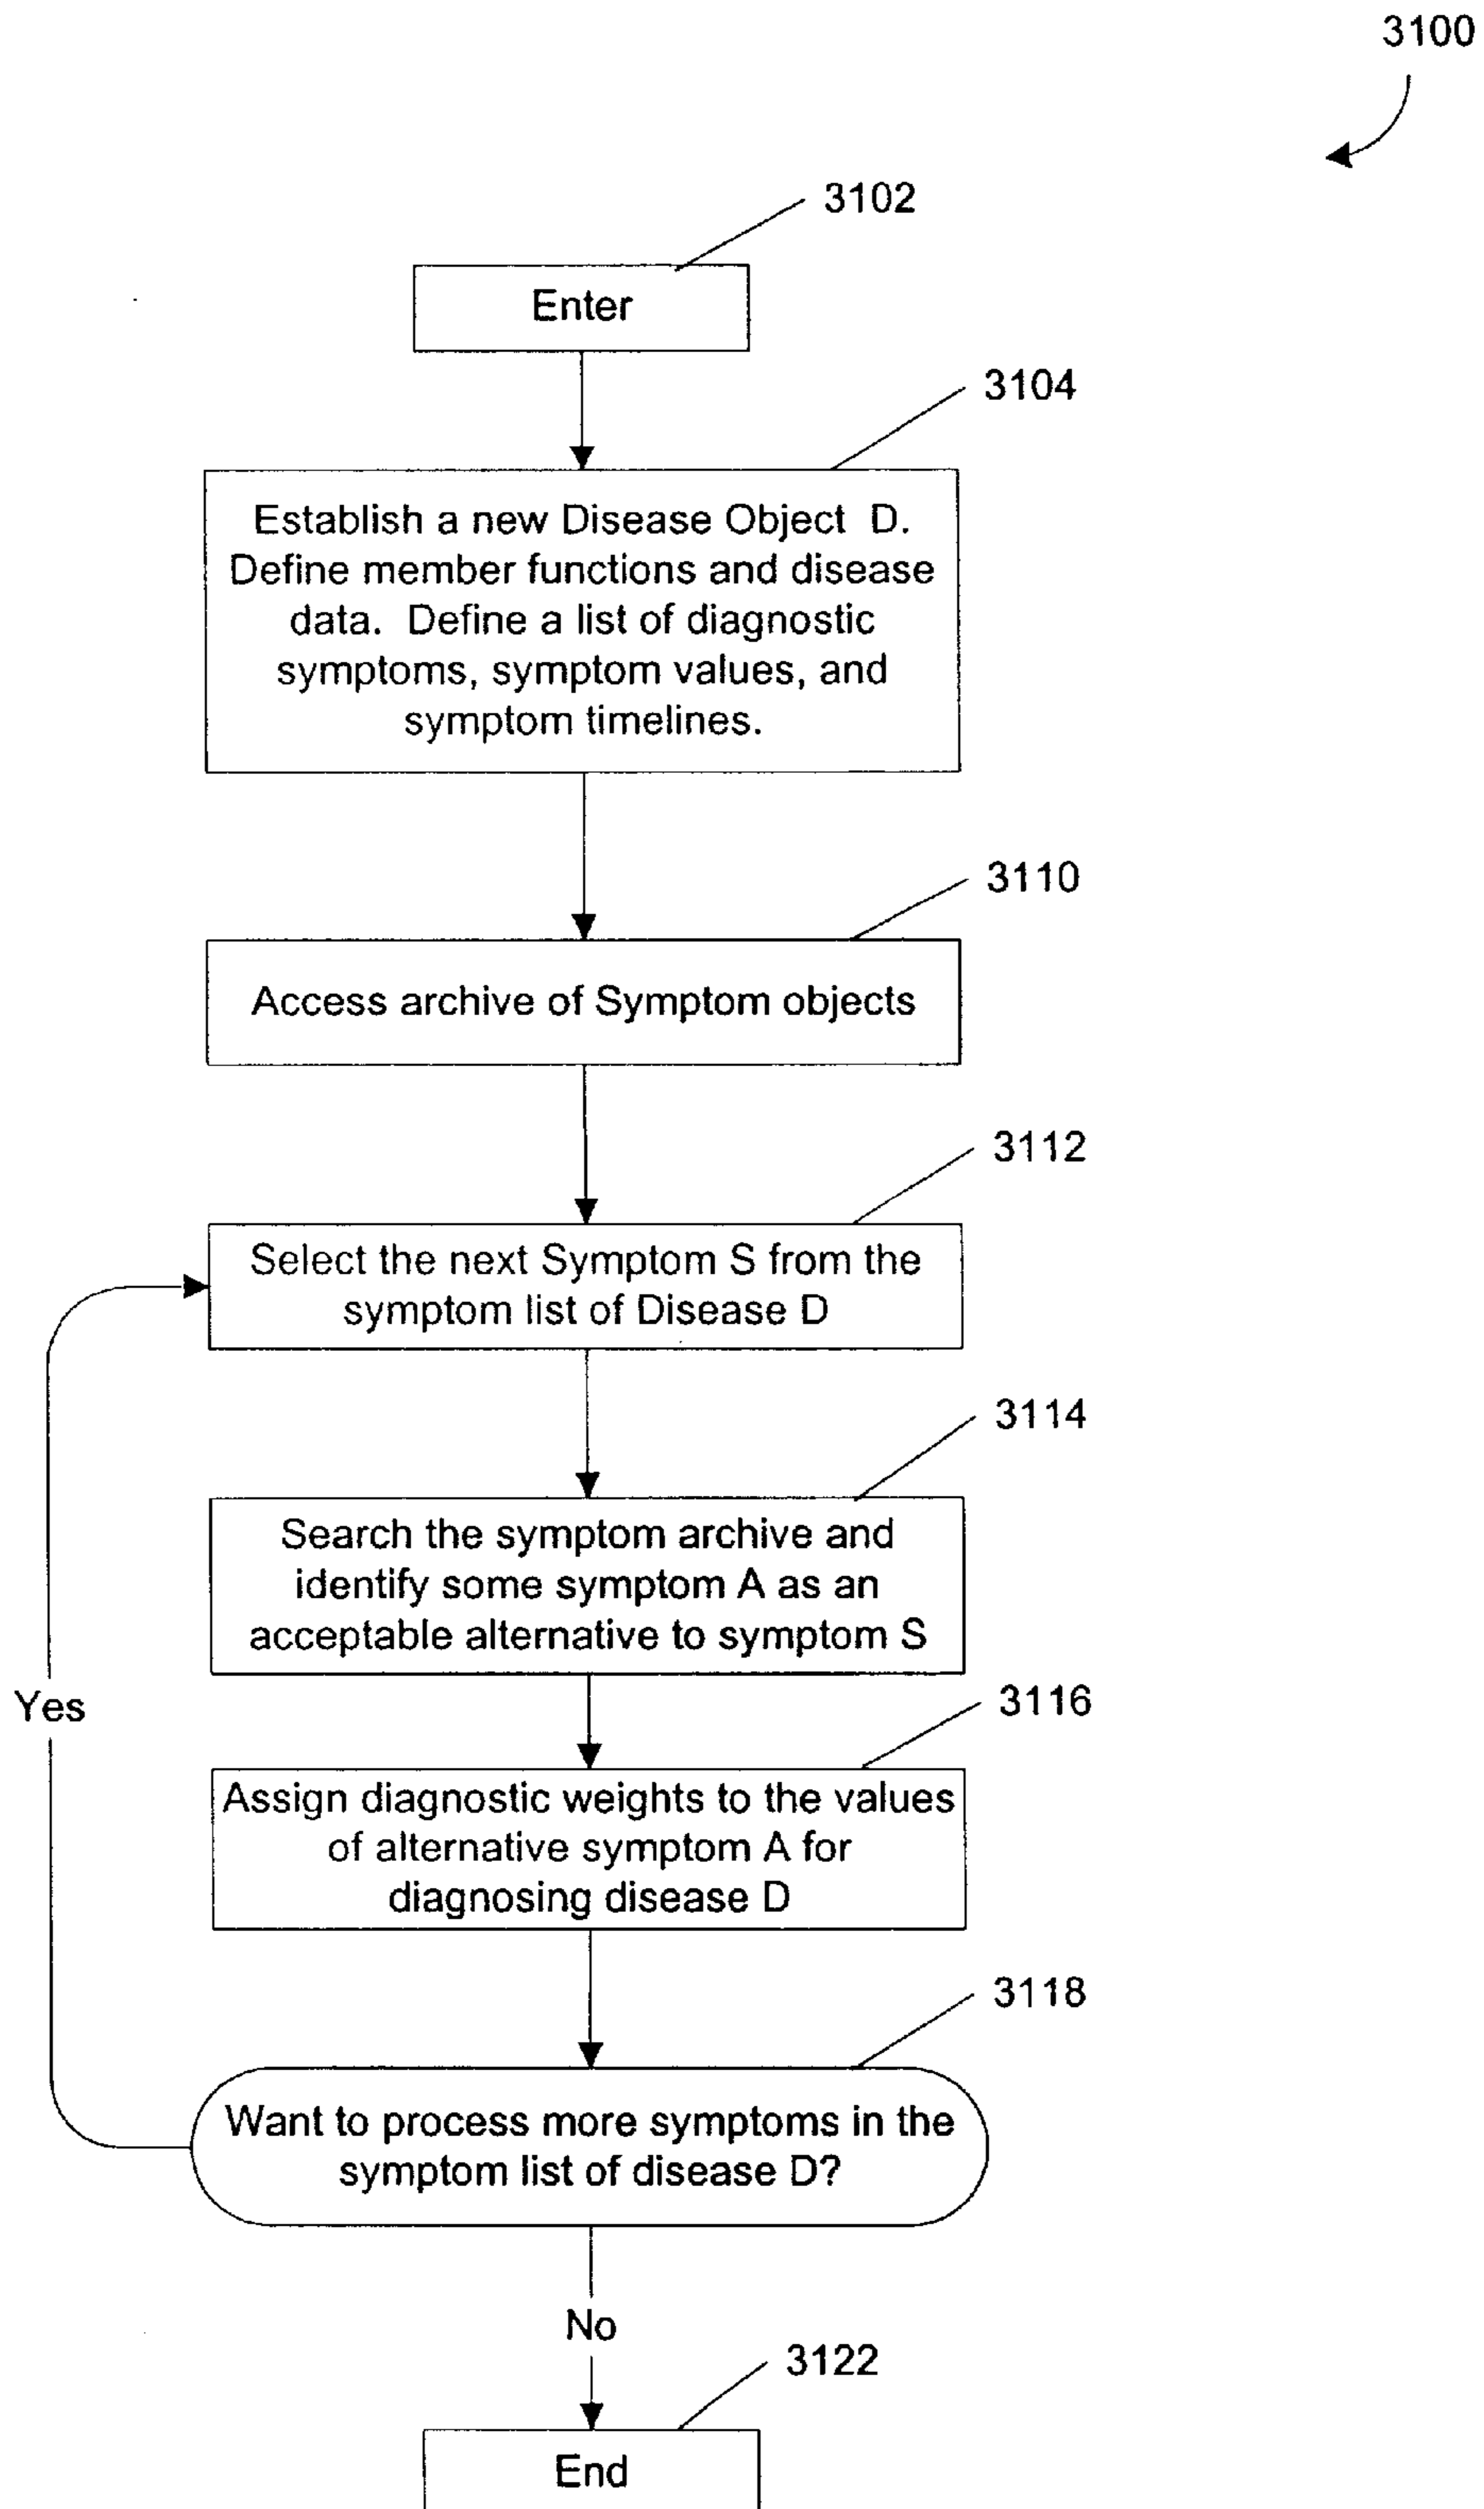 3100
3102
Enter
3104
Establish a new Disease Object D.
Define member functions and disease
data. Define a list of diagnostic
symptoms, symptom values, and
symptom timelines.
3110
Access archive of Symptom objects
3112
Select the next Symptom S from the
symptom list of Disease D
3114
Search the symptom archive and
identify some symptom A as an
acceptable alternative to symptom S
Yes
3116
Assign diagnostic weights to the values
of alternative symptom A for
diagnosing disease D
3118
Want to process more symptoms in the
symptom list of disease D?
No
3122
End